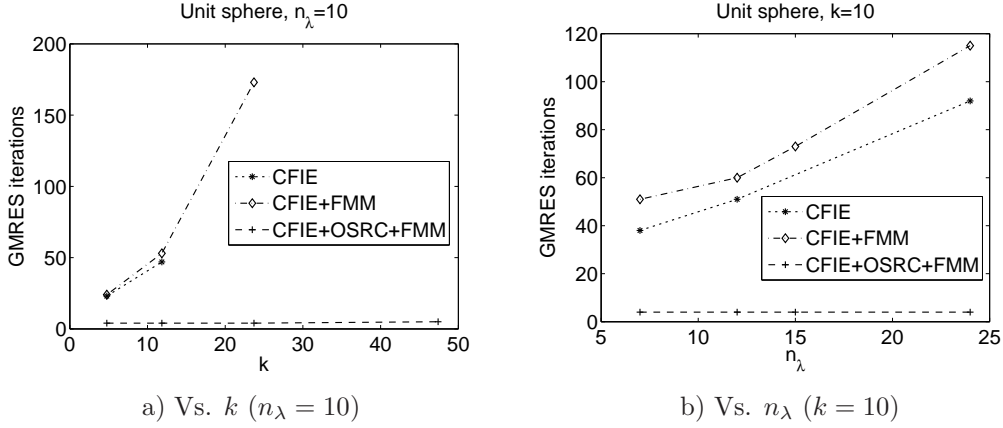 Unit sphere, n_λ=10
200
150
100
50
0
0 10 20 30 40 50
GMRES iterations
k
CFIE
CFIE+FMM
CFIE+OSRC+FMM
a) Vs. k (n_λ = 10)
Unit sphere, k=10
120
100
80
60
40
20
0
5 10 15 20 25
GMRES iterations
n_λ
CFIE
CFIE+FMM
CFIE+OSRC+FMM
b) Vs. n_λ (k = 10)